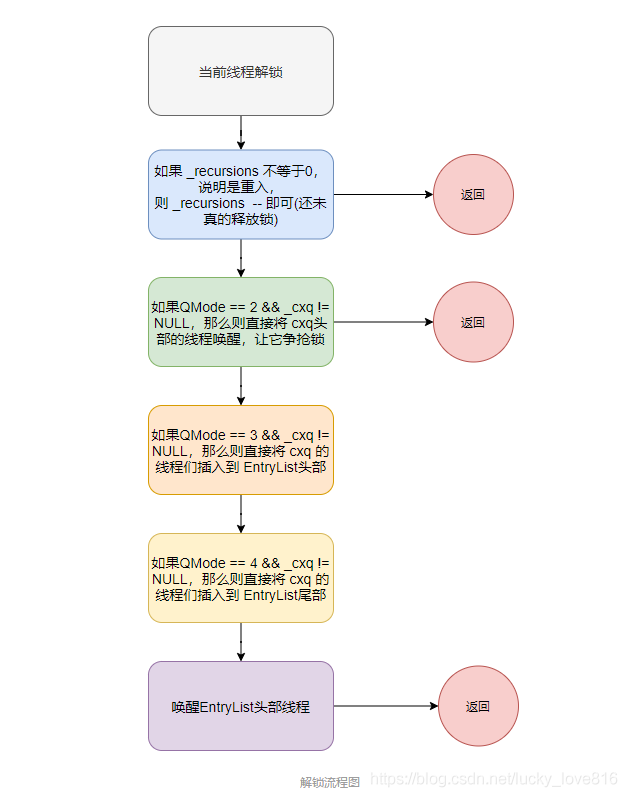 当前线程解锁
如果 _recursions 不等于0，
说明是重入，
则 _recursions -- 即可(还未
真的释放锁)
返回
如果QMode == 2 && _cxq !=
NULL，那么则直接将 cxq头
部的线程唤醒，让它争抢锁
返回
如果QMode == 3 && _cxq !=
NULL，那么则直接将 cxq 的
线程们插入到 EntryList头部
如果QMode == 4 && _cxq !=
NULL，那么则直接将 cxq 的
线程们插入到 EntryList尾部
唤醒EntryList头部线程
返回
解锁流程图
https://blog.csdn.net/lucky_love816